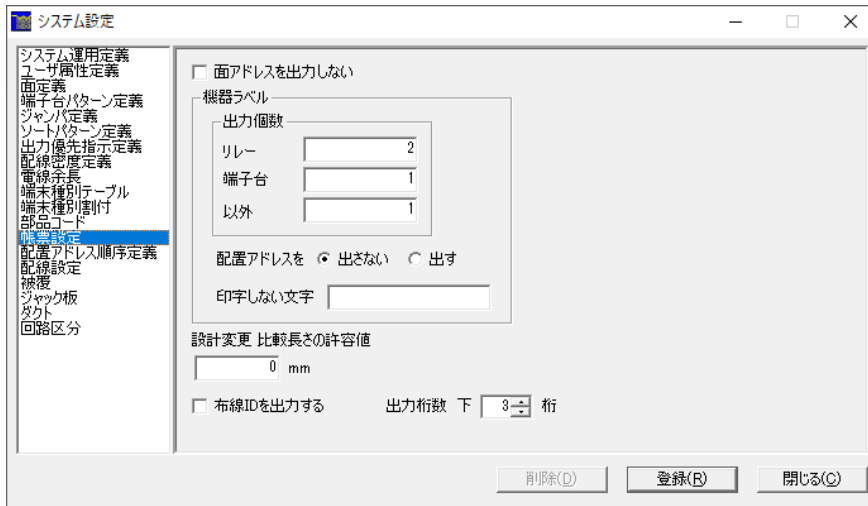 システム設定
システム運用定義
ユーザ属性定義
面定義
端子台パターン定義
ジャンパ定義
ソートパターン定義
出力優先指示定義
配線密度定義
電線余長
端末種別テーブル
端末種別割付
部品コード
帳票設定
配置アドレス順序定義
配線設定
被覆
ジャック板
ダクト
回路区分
面アドレスを出力しない
機器ラベル
出力個数
リレー 2
端子台 1
以外 1
配置アドレスを 出さない 出す
印字しない文字
設計変更 比較長さの許容値
0 mm
布線IDを出力する 出力桁数 下 3 桁
削除(D) 登録(R) 閉じる(C)